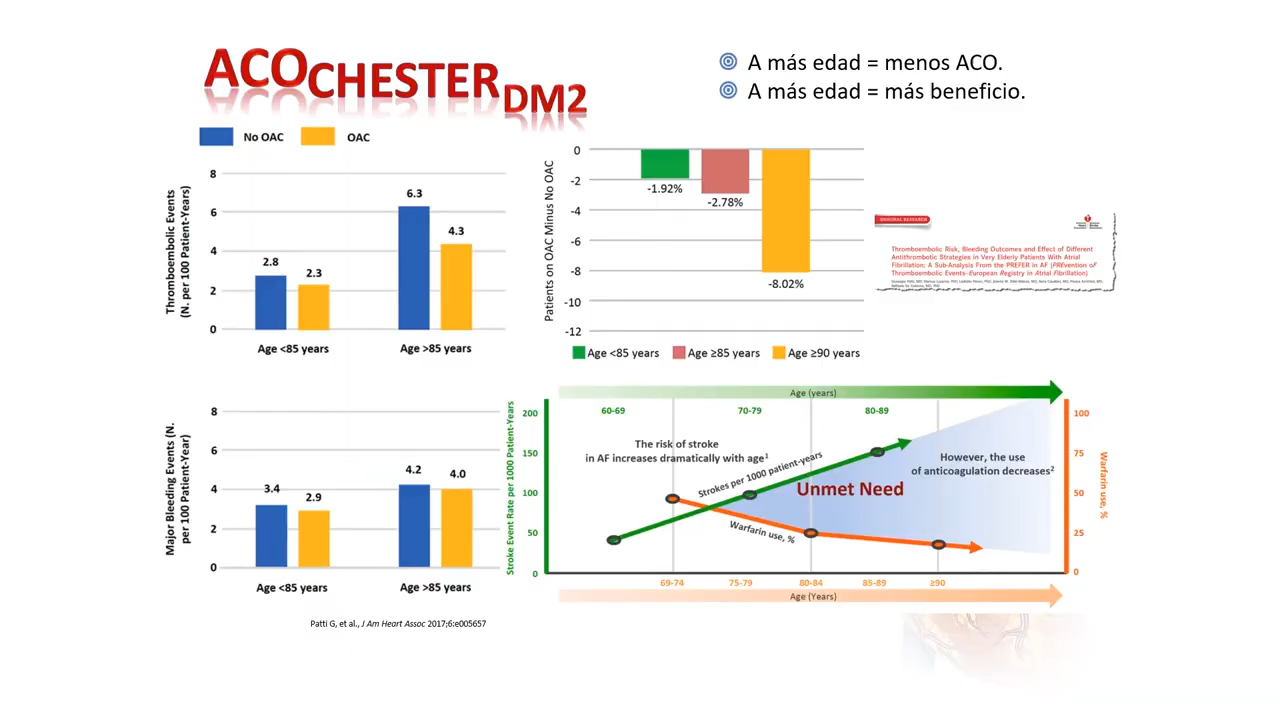 ACOCHESTERDM2
A más edad = menos ACO.
A más edad = más beneficio.
No OAC
OAC
Thromboembolic Events
(N. per 100 Patient-Years)
8
6
4
2
0
2.8
2.3
6.3
4.3
Age <85 years
Age >85 years
Patients on OAC Minus No OAC
0
-2
-4
-6
-8
-10
-12
-1.92%
-2.78%
-8.02%
Age <85 years
Age ≥85 years
Age ≥90 years
ORIGINAL RESEARCH
Thromboembolic Risk, Bleeding Outcomes and Effect of Different
Antithrombotic Strategies in Very Elderly Patients With Atrial
Fibrillation: A Sub-Analysis From the PREFER in AF (PREvention oF
Thromboembolic Events–European Registry in Atrial Fibrillation)
Major Bleeding Events (N.
per 100 Patient-Year)
8
6
4
2
0
3.4
2.9
4.2
4.0
Age <85 years
Age >85 years
Stroke Event Rate per 1000 Patient-Years
200
150
100
50
0
Age (years)
60-69
70-79
80-89
The risk of stroke
in AF increases dramatically with age¹
Strokes per 1000 patient-years
Warfarin use, %
Unmet Need
However, the use
of anticoagulation decreases²
100
75
50
25
0
Warfarin use, %
69-74
75-79
80-84
85-89
≥90
Age (Years)
Patti G, et al., J Am Heart Assoc 2017;6:e005657